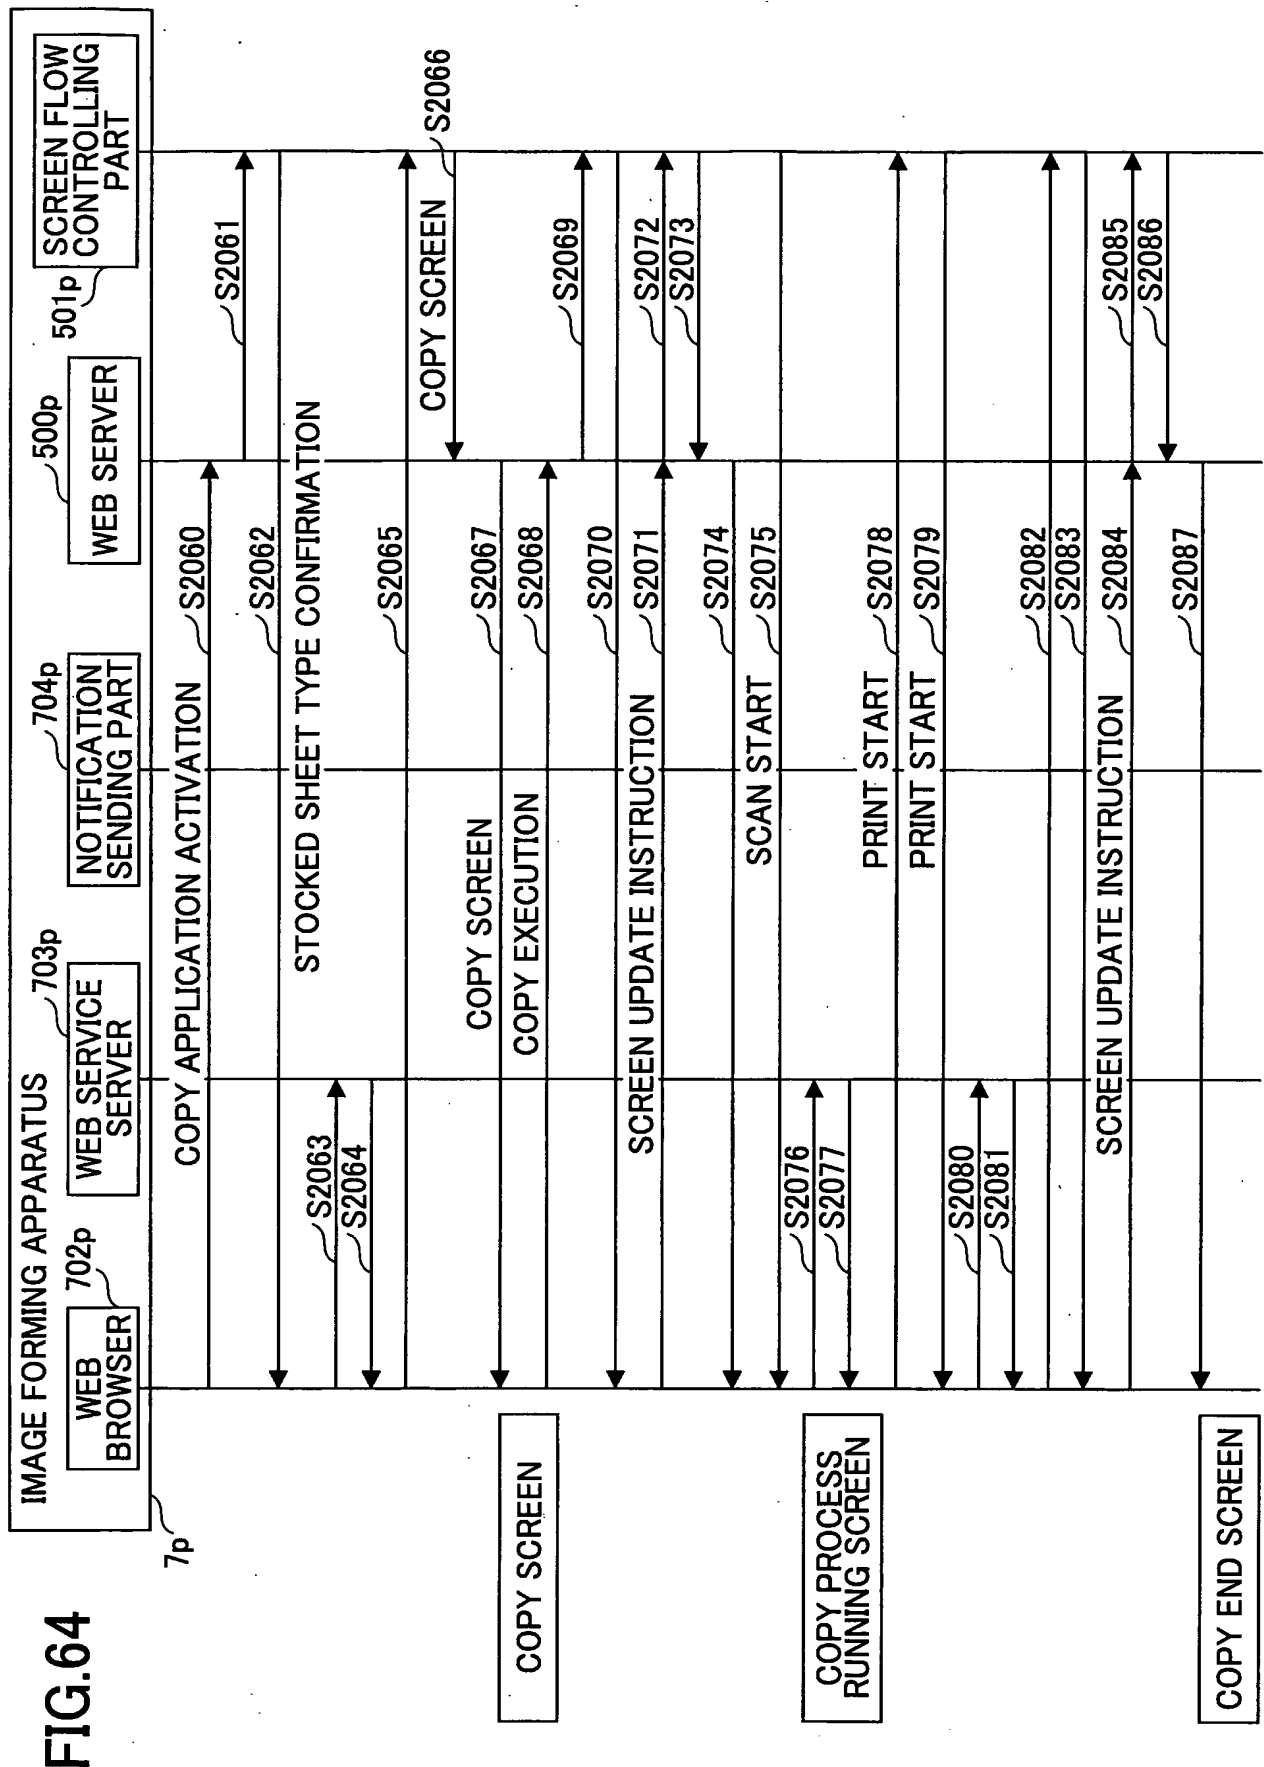 FIG.64
7p
IMAGE FORMING APPARATUS
WEB
BROWSER
702p
WEB SERVICE
SERVER
703p
NOTIFICATION
SENDING PART
704p
WEB SERVER
500p
SCREEN FLOW
CONTROLLING
PART
501p
COPY APPLICATION ACTIVATION
S2060
S2061
S2062
STOCKED SHEET TYPE CONFIRMATION
S2063
S2064
S2065
COPY SCREEN
S2066
COPY SCREEN
COPY SCREEN
S2067
COPY EXECUTION
S2068
S2069
S2070
SCREEN UPDATE INSTRUCTION
S2071
S2072
S2073
S2074
SCAN START
S2075
COPY PROCESS
RUNNING SCREEN
S2076
S2077
PRINT START
S2078
PRINT START
S2079
S2080
S2081
S2082
S2083
SCREEN UPDATE INSTRUCTION
S2084
S2085
S2086
COPY END SCREEN
S2087